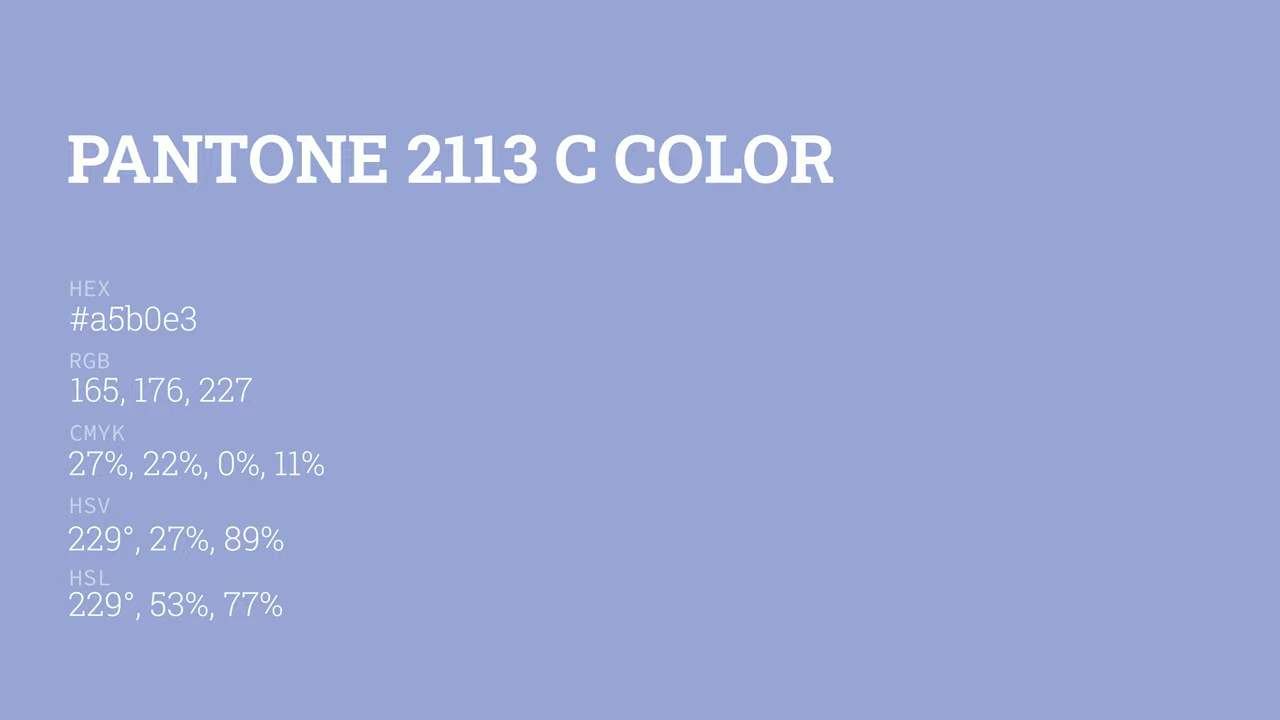 PANTONE 2113 C COLOR
HEX
#a5b0e3
RGB
165, 176, 227
CMYK
27%, 22%, 0%, 11%
HSV
229°, 27%, 89%
HSL
229°, 53%, 77%